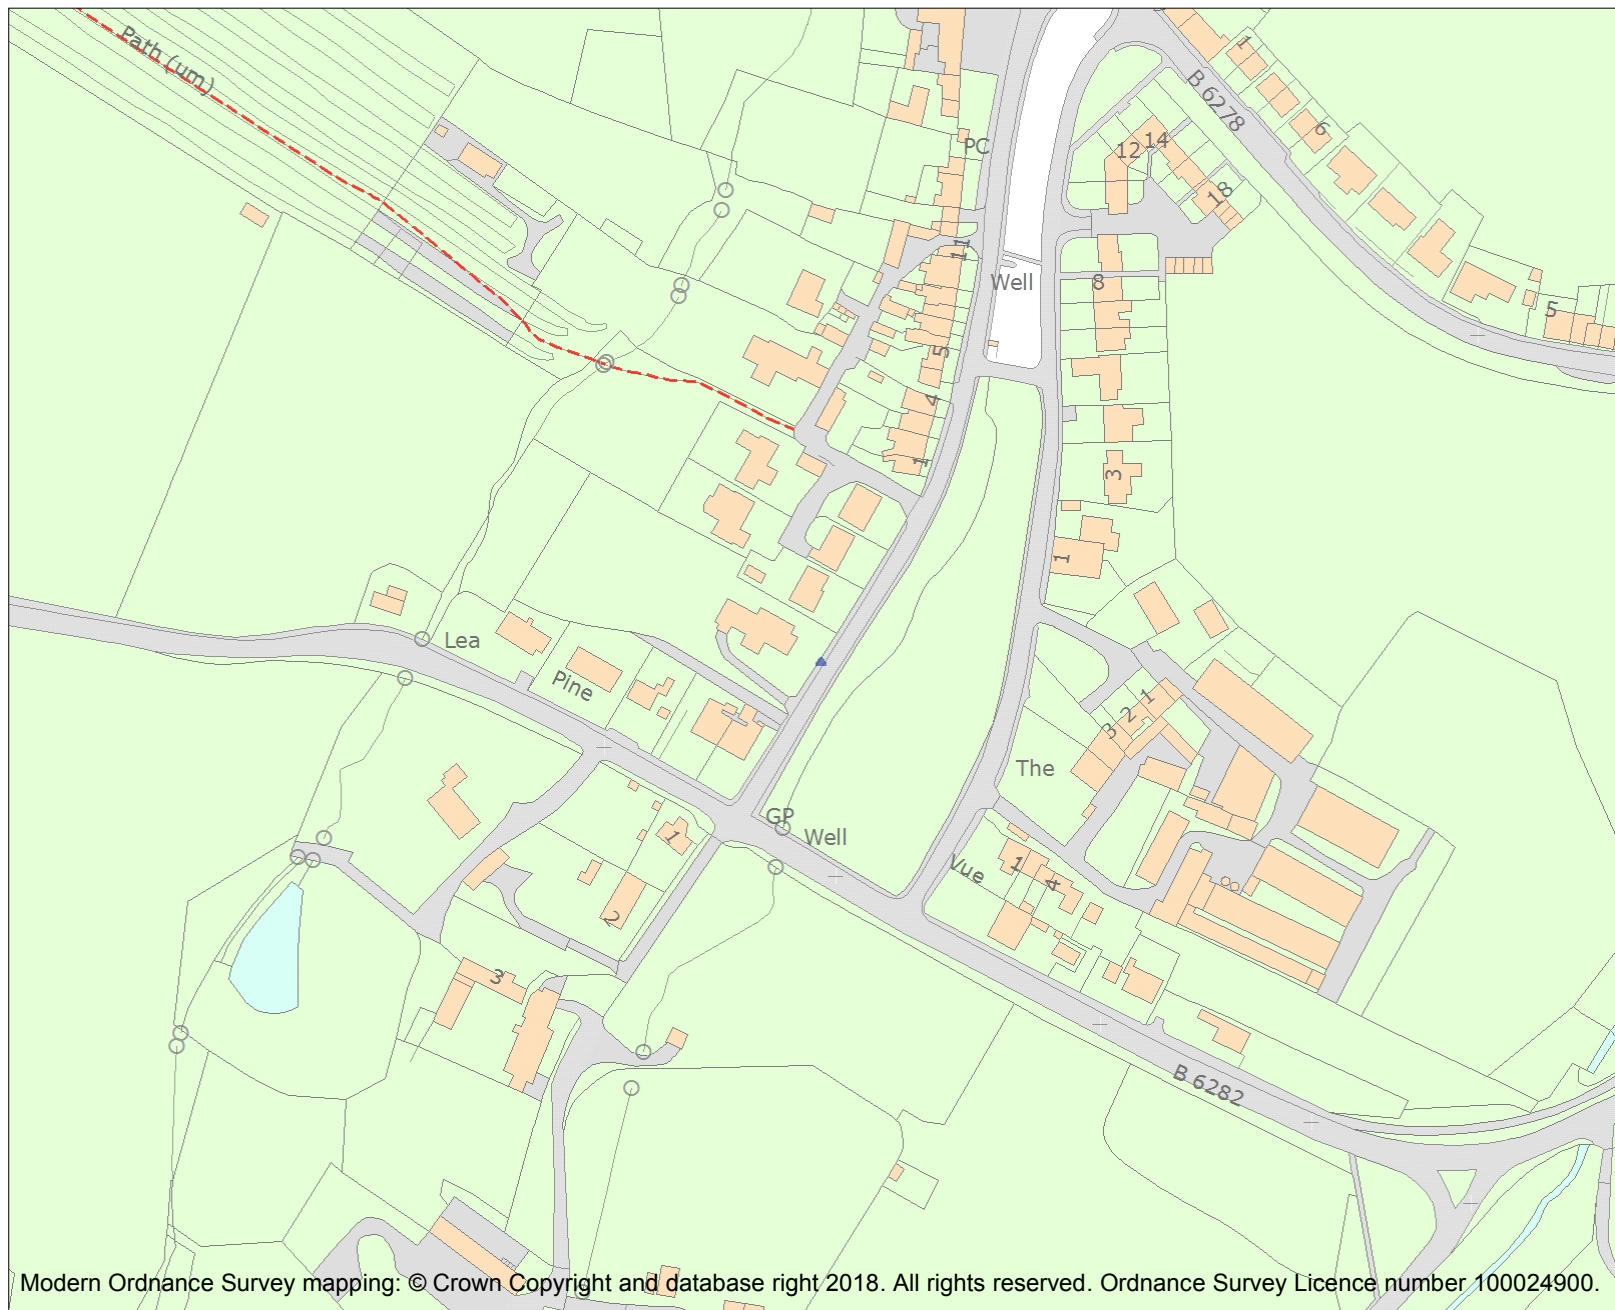 Path (um)
1
B 6278
6
PC
14
12
18
11
Well
8
5
5
4
1
3
1
Lea
Pine
1
2
3
The
GP
Well
1
Vue
1
4
2
3
B 6282
Modern Ordnance Survey mapping: © Crown Copyright and database right 2018. All rights reserved. Ordnance Survey Licence number 100024900.